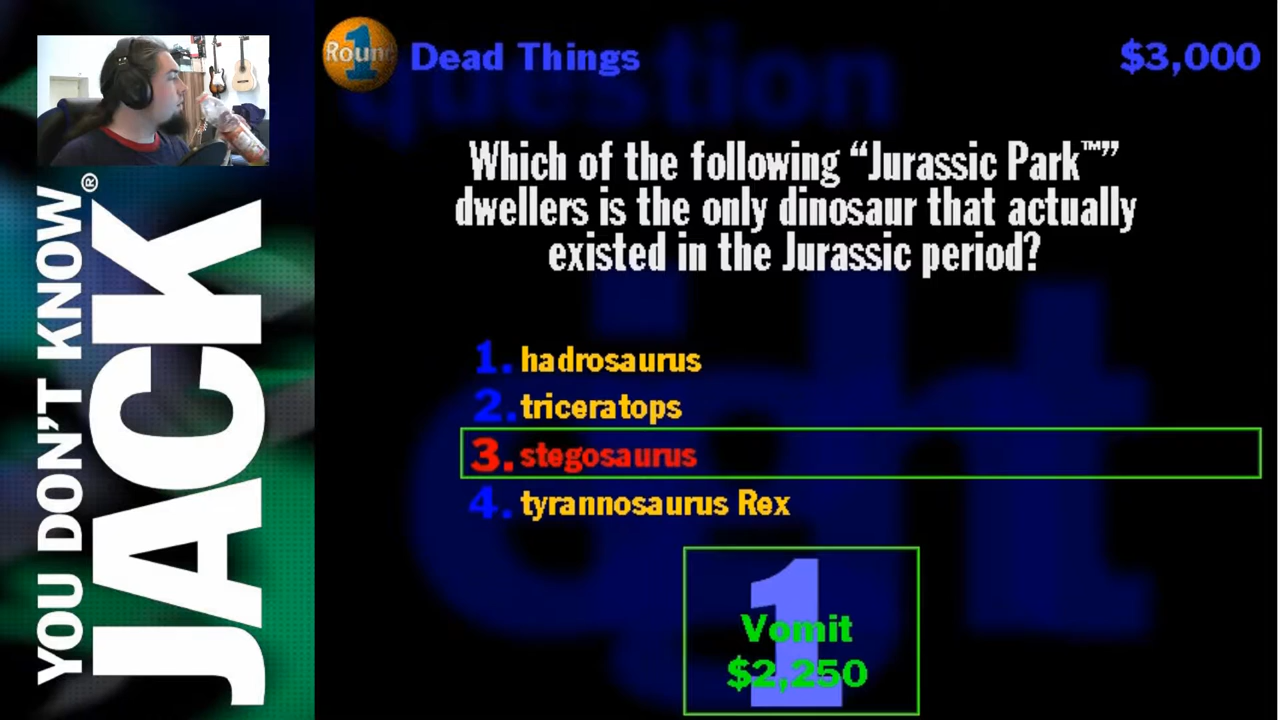 YOU DON'T KNOW
JACK®
Round 1
Dead Things
$3,000
question
Which of the following “Jurassic Park™”
dwellers is the only dinosaur that actually
existed in the Jurassic period?
1. hadrosaurus
2. triceratops
3. stegosaurus
4. tyrannosaurus Rex
1
Vomit
$2,250